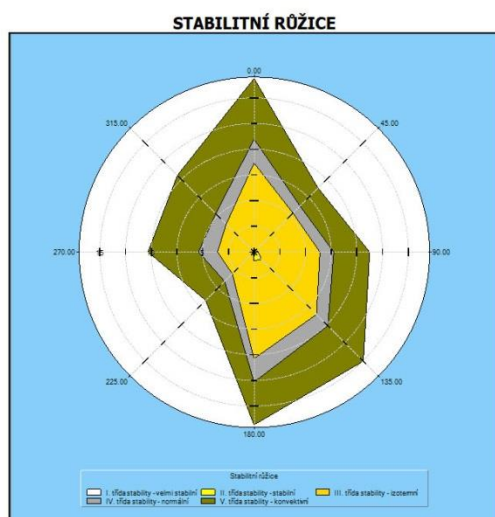 STABILITNÍ RŮŽICE
0.00
315.00
45.00
270.00
90.00
225.00
135.00
180.00
Stabilitní růžice
I. třída stability - velmi stabilní
II. třída stability - stabilní
III. třída stability - izotermní
IV. třída stability - normální
V. třída stability - konvektivní